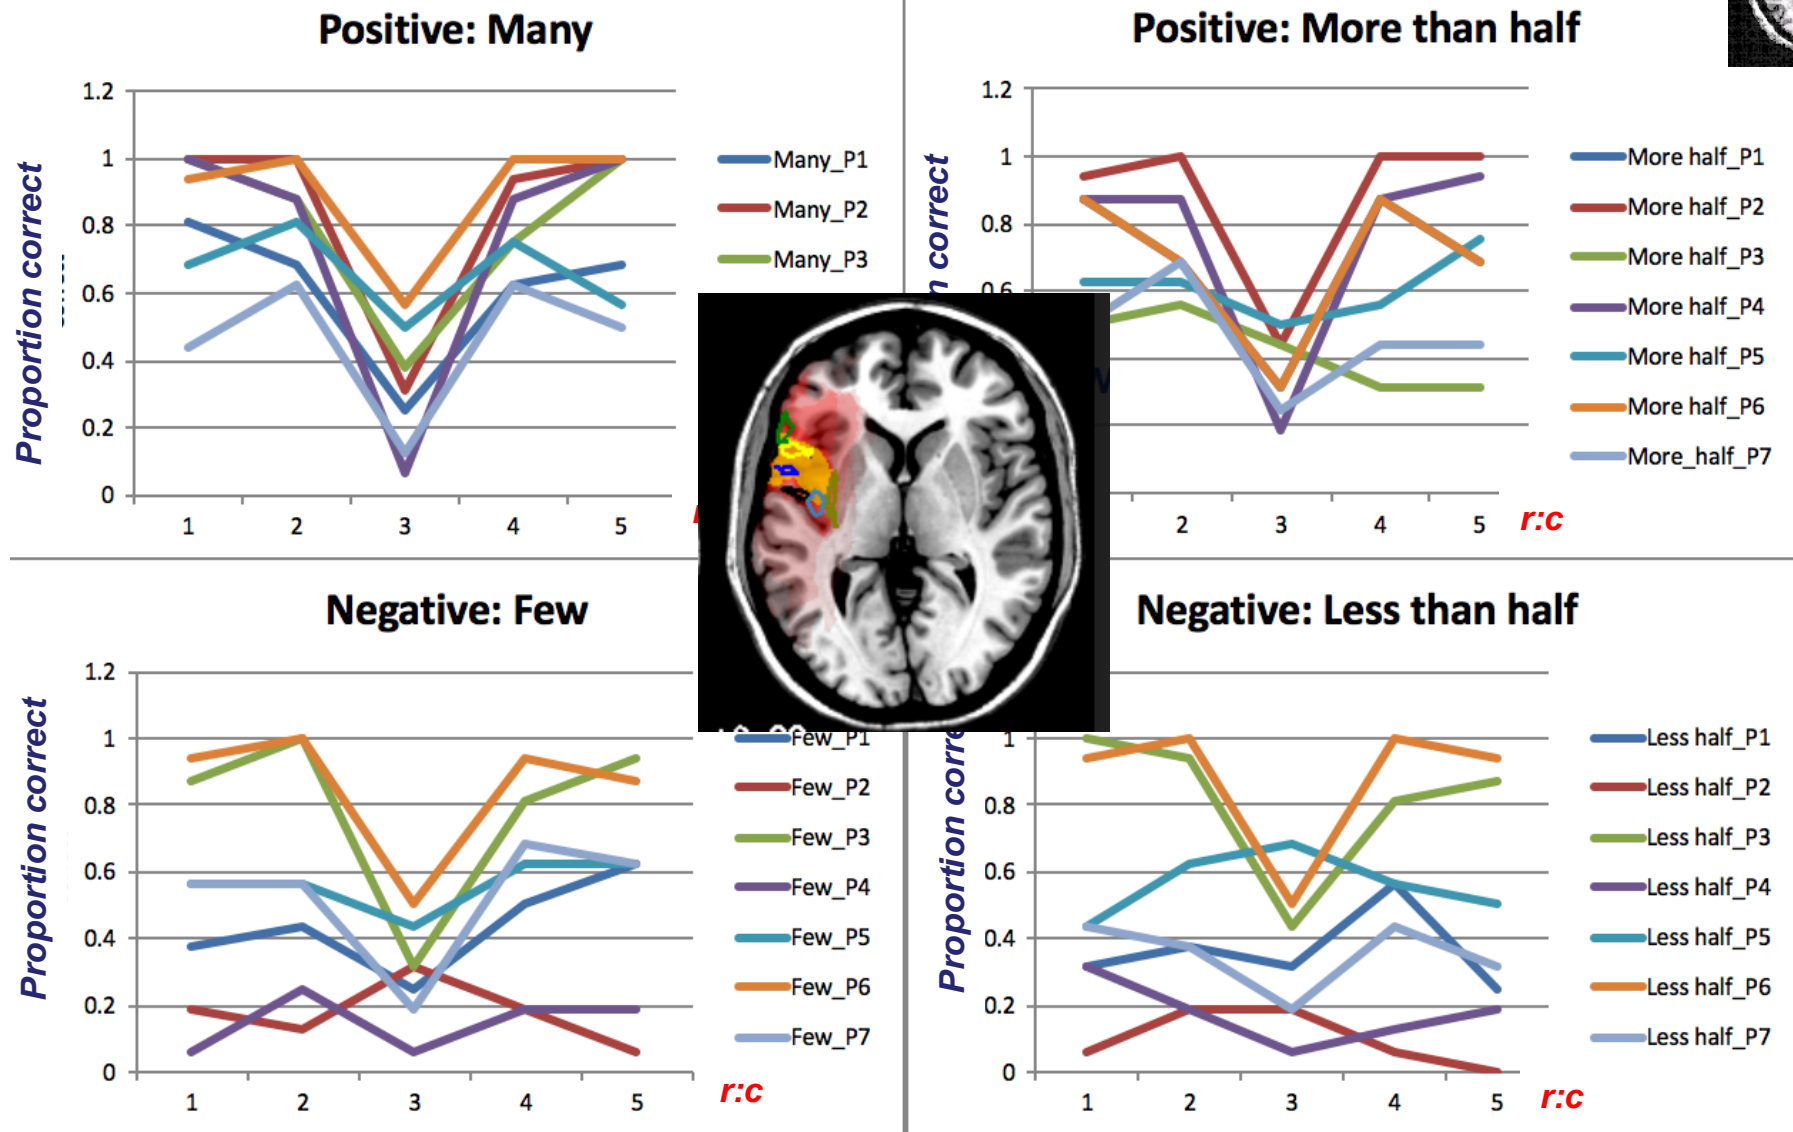 Positive: Many
1.2
1
0.8
0.6
0.4
0.2
0
1 2 3 4 5
Proportion correct
Many_P1
Many_P2
Many_P3
Positive: More than half
1.2
1
0.8
0.6
2 3 4 5
correct
r:c
More half_P1
More half_P2
More half_P3
More half_P4
More half_P5
More half_P6
More_half_P7
Negative: Few
1.2
1
0.8
0.6
0.4
0.2
0
1 2 3 4 5
Proportion correct
r:c
Few_P1
Few_P2
Few_P3
Few_P4
Few_P5
Few_P6
Few_P7
Negative: Less than half
1
0.8
0.6
0.4
0.2
0
1 2 3 4 5
Proportion corre
r:c
Less half_P1
Less half_P2
Less half_P3
Less half_P4
Less half_P5
Less half_P6
Less half_P7